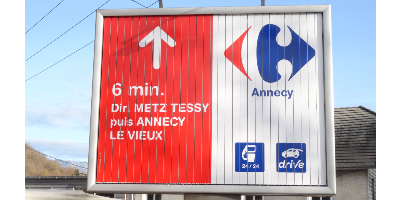 6 min.
Dir. METZ TESSY
puis ANNECY
LE VIEUX
Annecy
24 / 24
drive